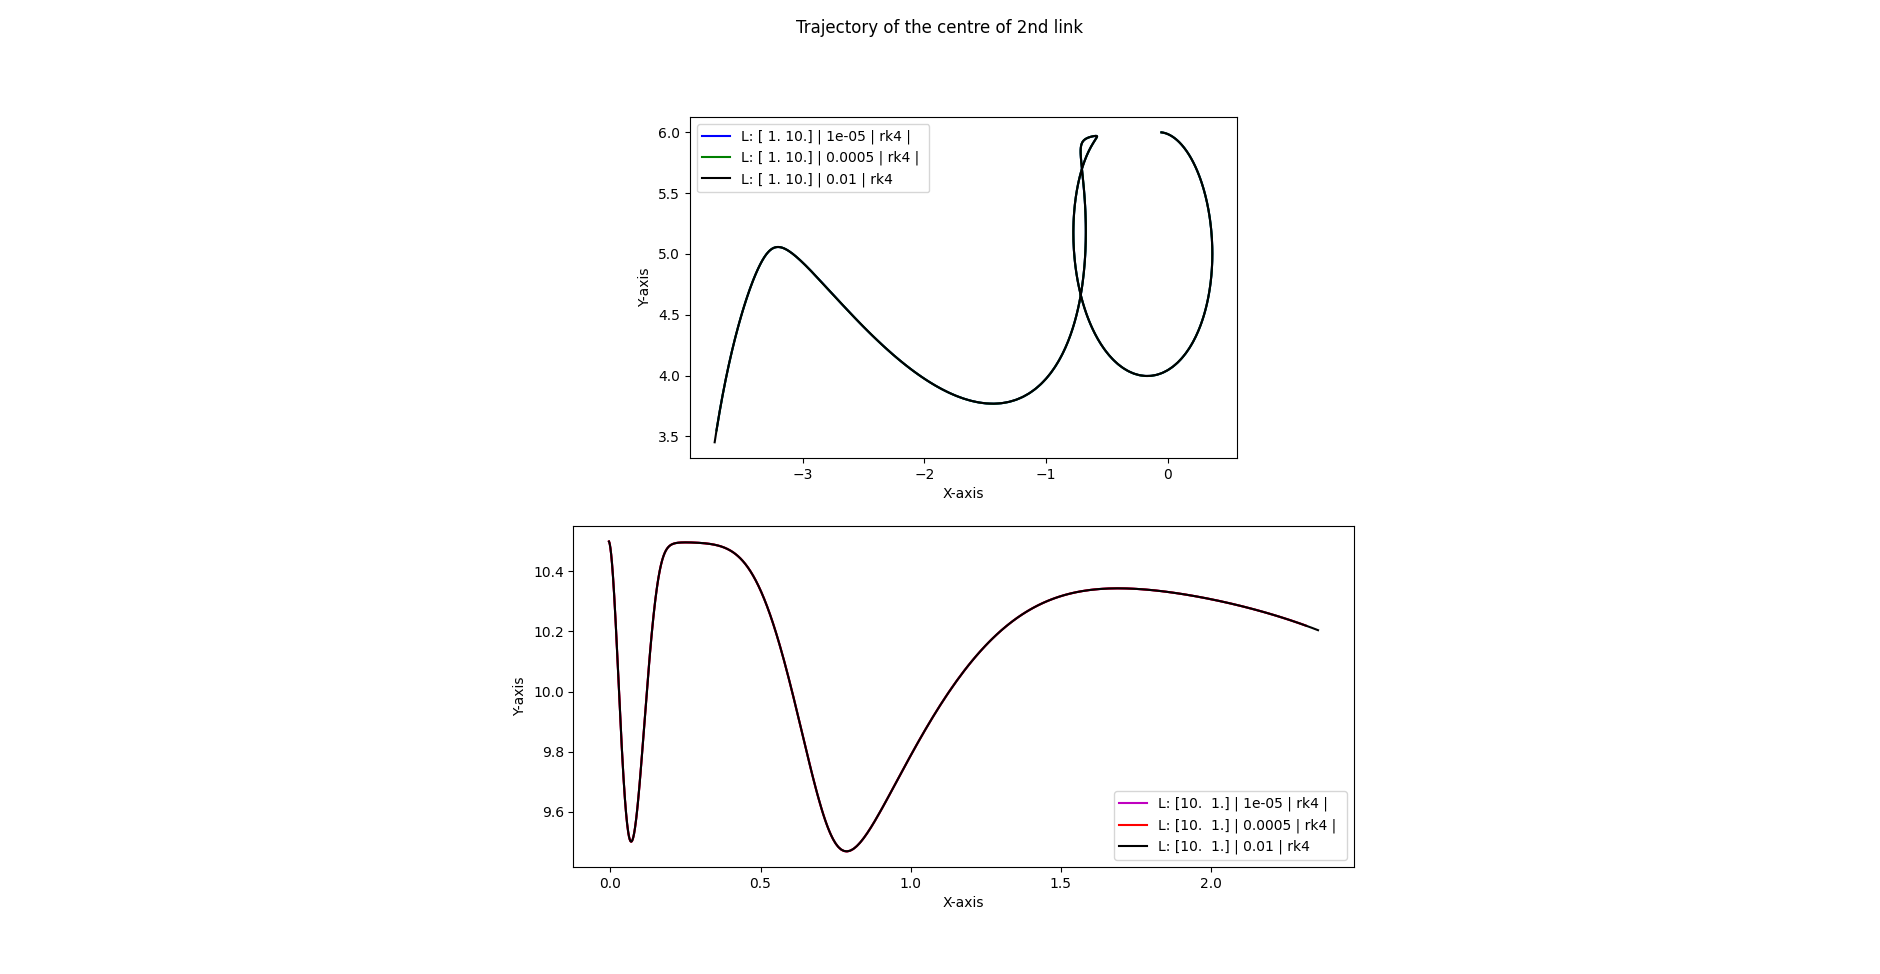 Trajectory of the centre of 2nd link
L: [ 1. 10.] | 1e-05 | rk4 |
L: [ 1. 10.] | 0.0005 | rk4 |
L: [ 1. 10.] | 0.01 | rk4
6.0
5.5
5.0
4.5
4.0
3.5
Y-axis
−3 −2 −1 0
X-axis
10.4
10.2
10.0
9.8
9.6
Y-axis
L: [10.  1.] | 1e-05 | rk4 |
L: [10.  1.] | 0.0005 | rk4 |
L: [10.  1.] | 0.01 | rk4
0.0 0.5 1.0 1.5 2.0
X-axis